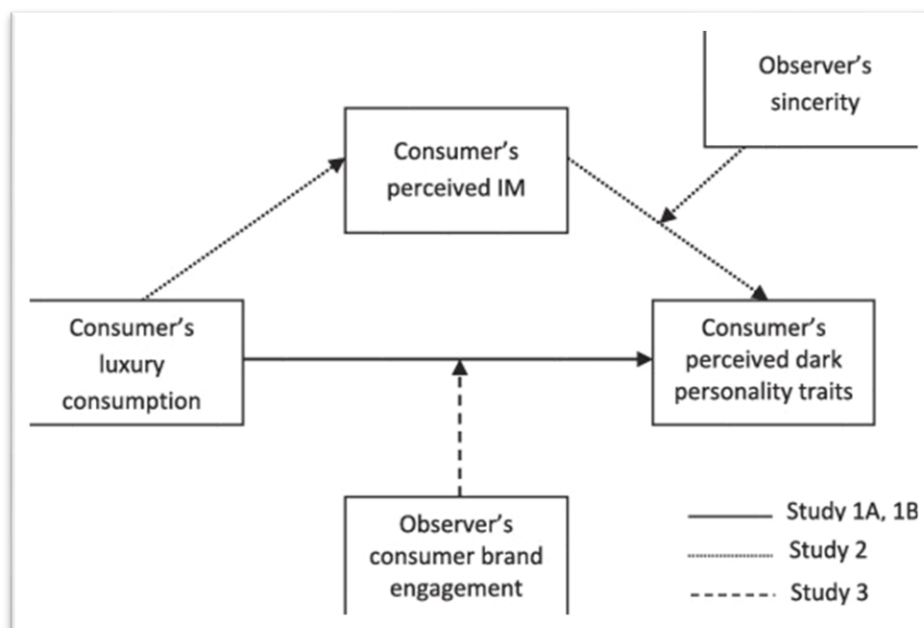 Observer's
sincerity
Consumer's
perceived IM
Consumer's
luxury
consumption
Consumer's
perceived dark
personality traits
Observer's
consumer brand
engagement
Study 1A, 1B
Study 2
Study 3